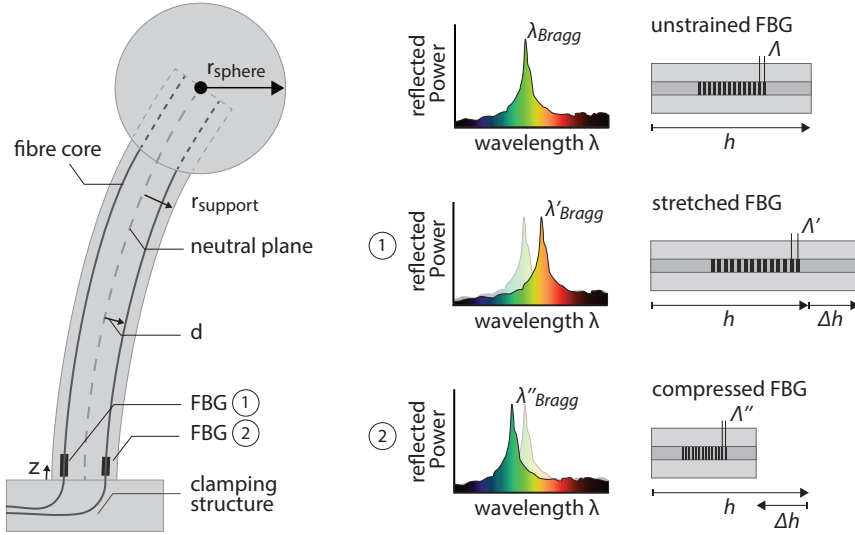 r_sphere
fibre core
r_support
neutral plane
d
FBG 1
FBG 2
z
clamping
structure
reflected
Power
λ_Bragg
wavelength λ
unstrained FBG
Λ
h
1
reflected
Power
λ'_Bragg
wavelength λ
stretched FBG
Λ'
h
Δh
2
reflected
Power
λ''_Bragg
wavelength λ
compressed FBG
Λ''
h
Δh